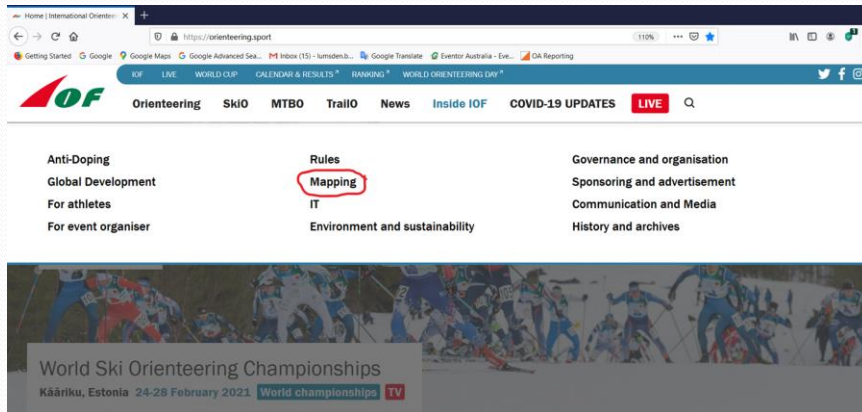 Home | International Orienteer
https://orienteering.sport
110%
Getting Started Google Google Maps Google Advanced Sea... Inbox (15) - lumsden.b... Google Translate Eventor Australia - Eve... OA Reporting
IOF LIVE WORLD CUP CALENDAR & RESULTS RANKING WORLD ORIENTEERING DAY
IOF
Orienteering SkiO MTBO TrailO News Inside IOF COVID-19 UPDATES LIVE
Anti-Doping Rules Governance and organisation
Global Development Mapping Sponsoring and advertisement
For athletes IT Communication and Media
For event organiser Environment and sustainability History and archives
World Ski Orienteering Championships
Kääriku, Estonia 24-28 February 2021 World championships TV